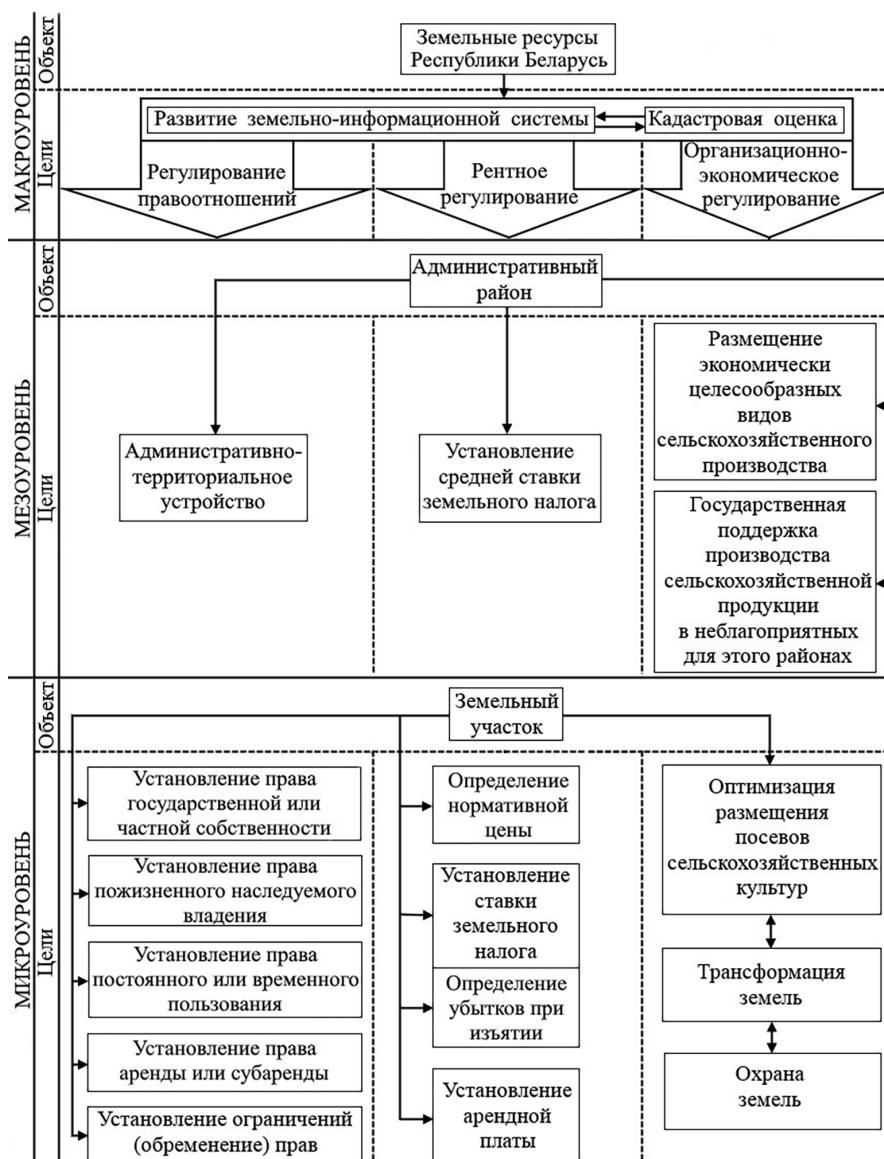 МАКРОУРОВЕНЬ
Объект
Земельные ресурсы
Республики Беларусь
Цели
Развитие земельно-информационной системы
Кадастровая оценка
Регулирование
правоотношений
Рентное
регулирование
Организационно-
экономическое
регулирование
МЕЗОУРОВЕНЬ
Объект
Административный
район
Цели
Административно-
территориальное
устройство
Установление
средней ставки
земельного налога
Размещение
экономически
целесообразных
видов
сельскохозяйственного
производства
Государственная
поддержка
производства
сельскохозяйственной
продукции
в неблагоприятных
для этого районах
МИКРОУРОВЕНЬ
Объект
Земельный
участок
Цели
Установление права
государственной или
частной собственности
Установление права
пожизненного наследуемого
владения
Установление права
постоянного или временного
пользования
Установление права
аренды или субаренды
Установление ограничений
(обременение) прав
Определение
нормативной
цены
Установление
ставки
земельного
налога
Определение
убытков при
изъятии
Установление
арендной
платы
Оптимизация
размещения
посевов
сельскохозяйственных
культур
Трансформация
земель
Охрана
земель